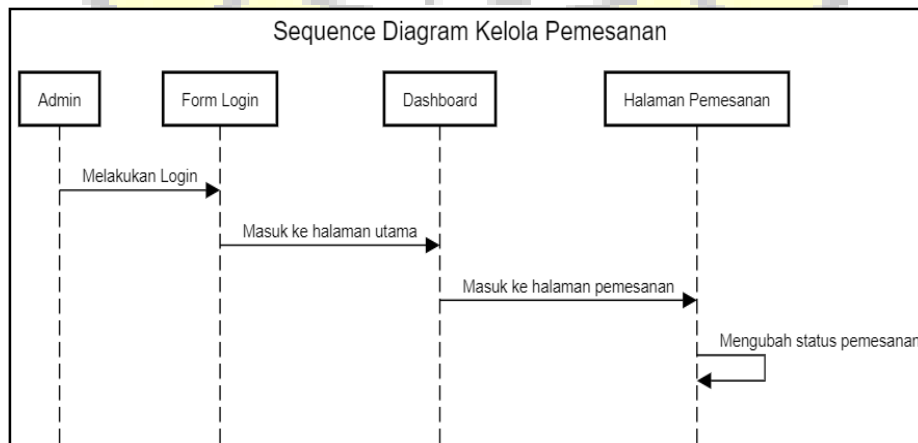 Sequence Diagram Kelola Pemesanan
Admin
Form Login
Dashboard
Halaman Pemesanan
Melakukan Login
Masuk ke halaman utama
Masuk ke halaman pemesanan
Mengubah status pemesanan